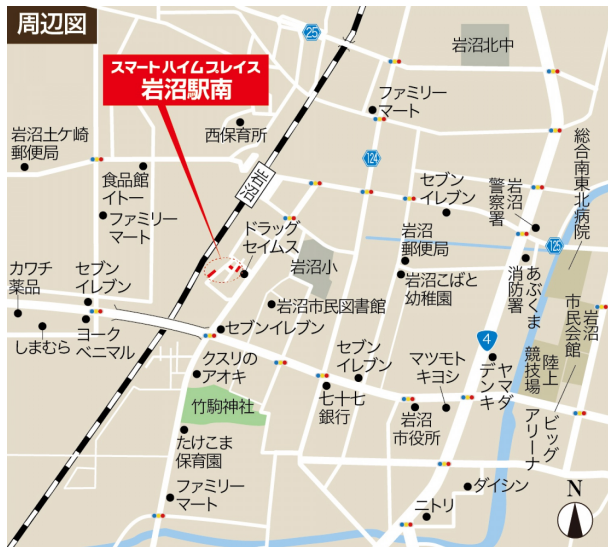 周辺図
25
岩沼北中
スマートハイムプレイス
岩沼駅南
ファミリー
マート
西保育所
岩沼土ケ崎
郵便局
食品館
イトー
124
総合南東北病院
岩沼
警察署
セブン
イレブン
岩沼
ファミリー
マート
ドラッグ
セイムス
岩沼
郵便局
125
岩沼小
あぶくま
消防署
カワチ
薬品
セブン
イレブン
岩沼こばと
幼稚園
岩沼
市民会館
岩沼市民図書館
しまむら
ヨーク
ベニマル
セブンイレブン
4
クスリの
アオキ
セブン
イレブン
マツモト
キヨシ
ヤマダ
デンキ
陸上
競技場
ビッグ
アリーナ
竹駒神社
七十七
銀行
岩沼
市役所
たけこま
保育園
ファミリー
マート
ダイシン
ニトリ
N